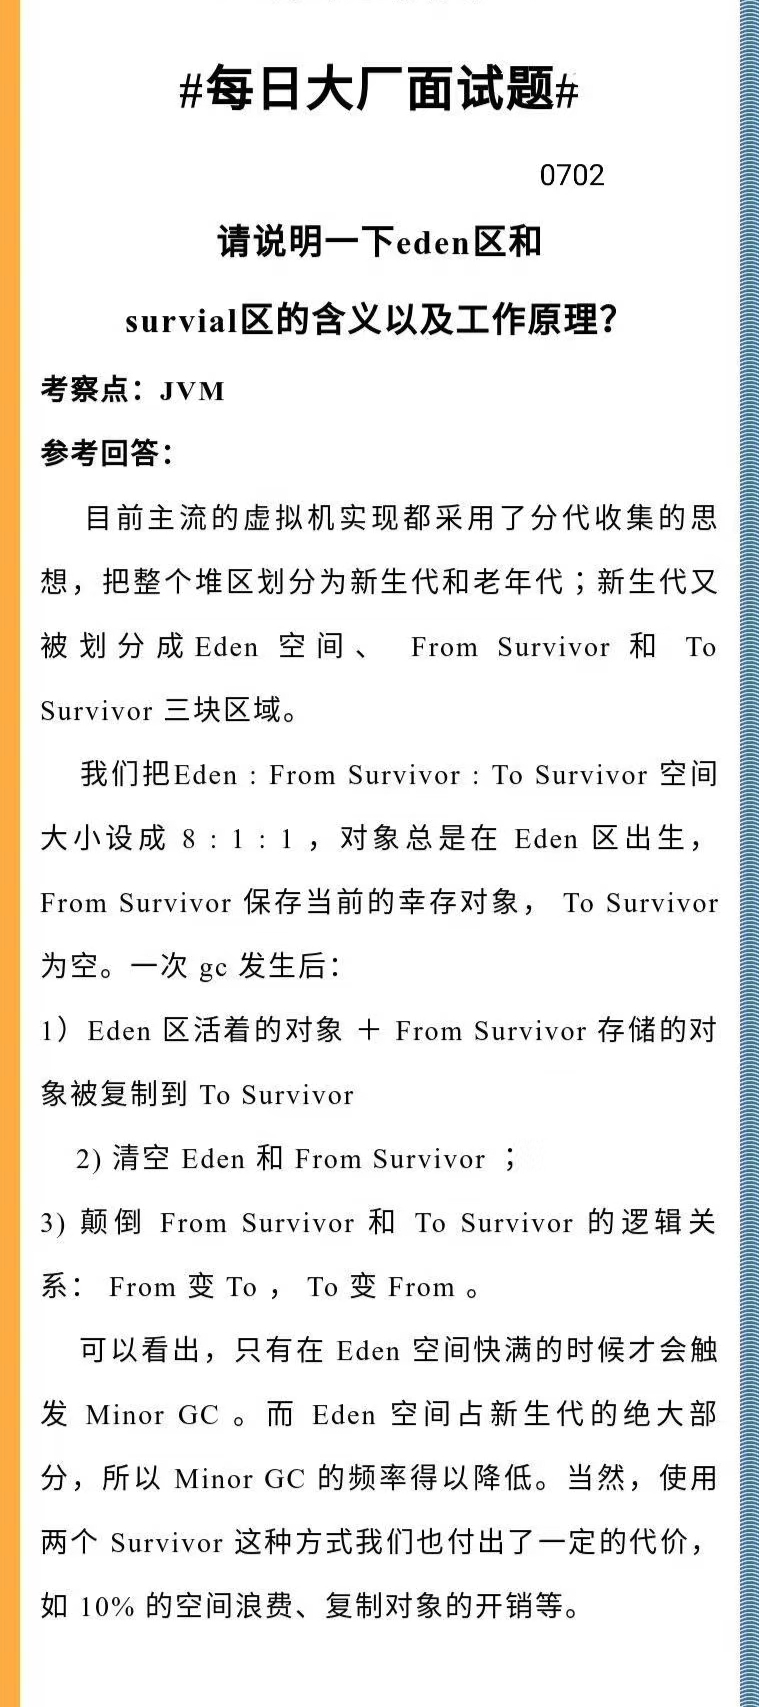 #每日大厂面试题#
0702
请说明一下eden区和
survial区的含义以及工作原理？
考察点：JVM
参考回答：
目前主流的虚拟机实现都采用了分代收集的思
想，把整个堆区划分为新生代和老年代；新生代又
被划分成Eden 空间、 From Survivor 和 To
Survivor 三块区域。
我们把Eden : From Survivor : To Survivor 空间
大小设成 8 : 1 : 1 ，对象总是在 Eden 区出生，
From Survivor 保存当前的幸存对象， To Survivor
为空。一次 gc 发生后：
1）Eden 区活着的对象 ＋ From Survivor 存储的对
象被复制到 To Survivor
2) 清空 Eden 和 From Survivor ；
3) 颠倒 From Survivor 和 To Survivor 的逻辑关
系： From 变 To ， To 变 From 。
可以看出，只有在 Eden 空间快满的时候才会触
发 Minor GC 。而 Eden 空间占新生代的绝大部
分，所以 Minor GC 的频率得以降低。当然，使用
两个 Survivor 这种方式我们也付出了一定的代价，
如 10% 的空间浪费、复制对象的开销等。